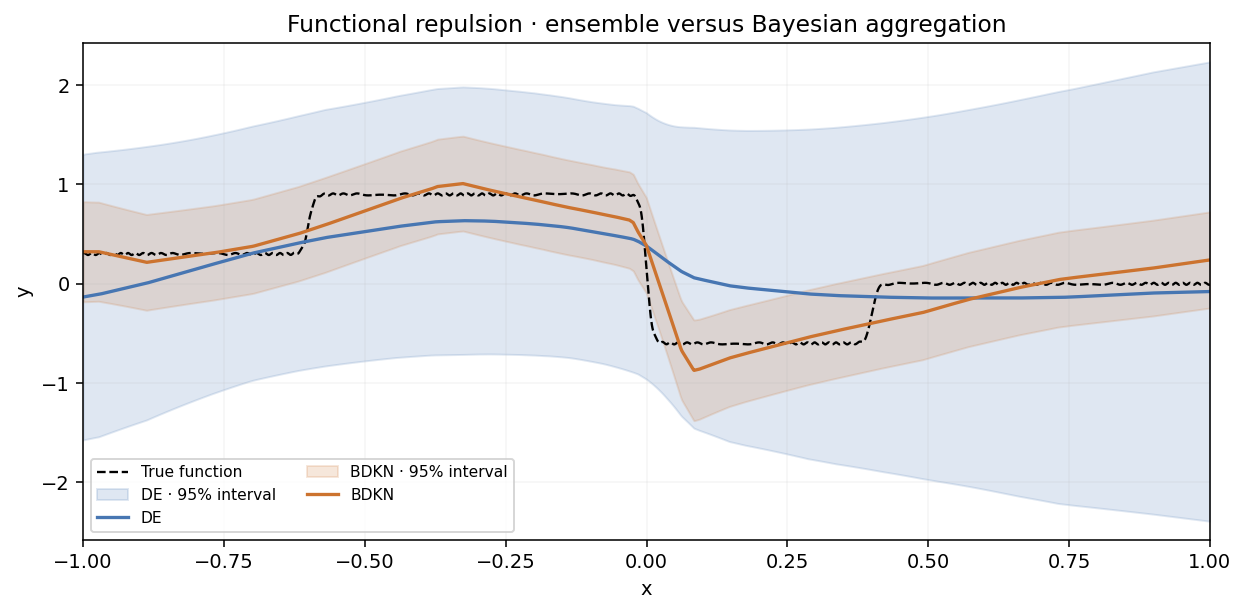 Functional repulsion · ensemble versus Bayesian aggregation
y
2
1
0
−1
−2
True function
DE · 95% interval
DE
BDKN · 95% interval
BDKN
−1.00 −0.75 −0.50 −0.25 0.00 0.25 0.50 0.75 1.00
x